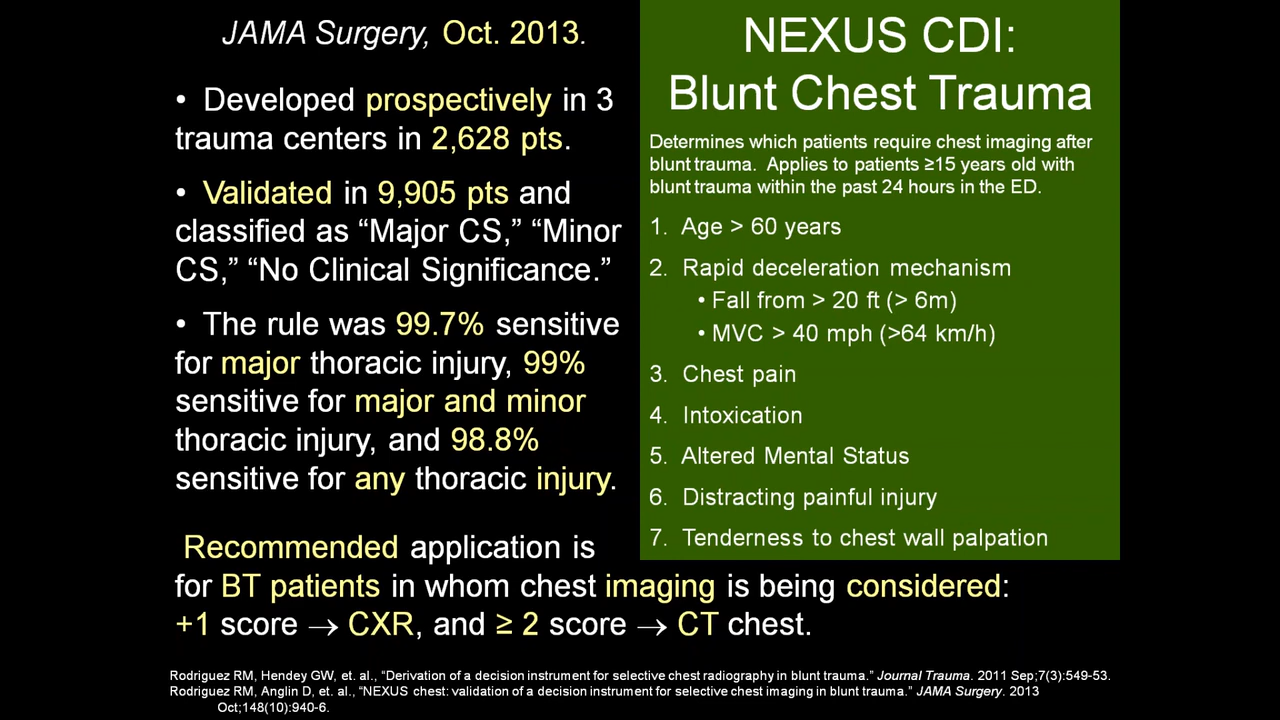 JAMA Surgery, Oct. 2013.
• Developed prospectively in 3
trauma centers in 2,628 pts.
• Validated in 9,905 pts and
classified as “Major CS,” “Minor
CS,” “No Clinical Significance.”
• The rule was 99.7% sensitive
for major thoracic injury, 99%
sensitive for major and minor
thoracic injury, and 98.8%
sensitive for any thoracic injury.
NEXUS CDI:
Blunt Chest Trauma
Determines which patients require chest imaging after
blunt trauma. Applies to patients ≥15 years old with
blunt trauma within the past 24 hours in the ED.
1. Age > 60 years
2. Rapid deceleration mechanism
• Fall from > 20 ft (> 6m)
• MVC > 40 mph (>64 km/h)
3. Chest pain
4. Intoxication
5. Altered Mental Status
6. Distracting painful injury
7. Tenderness to chest wall palpation
Recommended application is
for BT patients in whom chest imaging is being considered:
+1 score → CXR, and ≥ 2 score → CT chest.
Rodriguez RM, Hendey GW, et. al., “Derivation of a decision instrument for selective chest radiography in blunt trauma.” Journal Trauma. 2011 Sep;7(3):549-53.
Rodriguez RM, Anglin D, et. al., “NEXUS chest: validation of a decision instrument for selective chest imaging in blunt trauma.” JAMA Surgery. 2013
Oct;148(10):940-6.